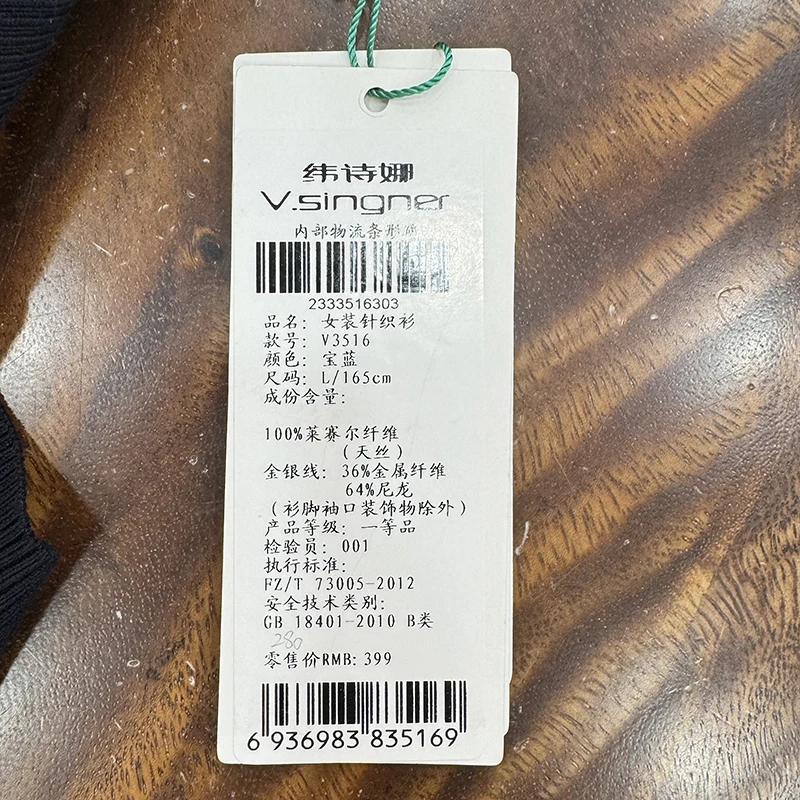 纬诗娜
V.singner
内部物流条形码
2333516303
品名: 女装针织衫
款号: V3516
颜色: 宝蓝
尺码: L/165cm
成份含量:
100%莱赛尔纤维
(天丝)
金银线: 36%金属纤维
64%尼龙
(衫脚袖口装饰物除外)
产品等级: 一等品
检验员: 001
执行标准:
FZ/T 73005-2012
安全技术类别:
GB 18401-2010 B类
280
零售价RMB: 399
6 936983 835169